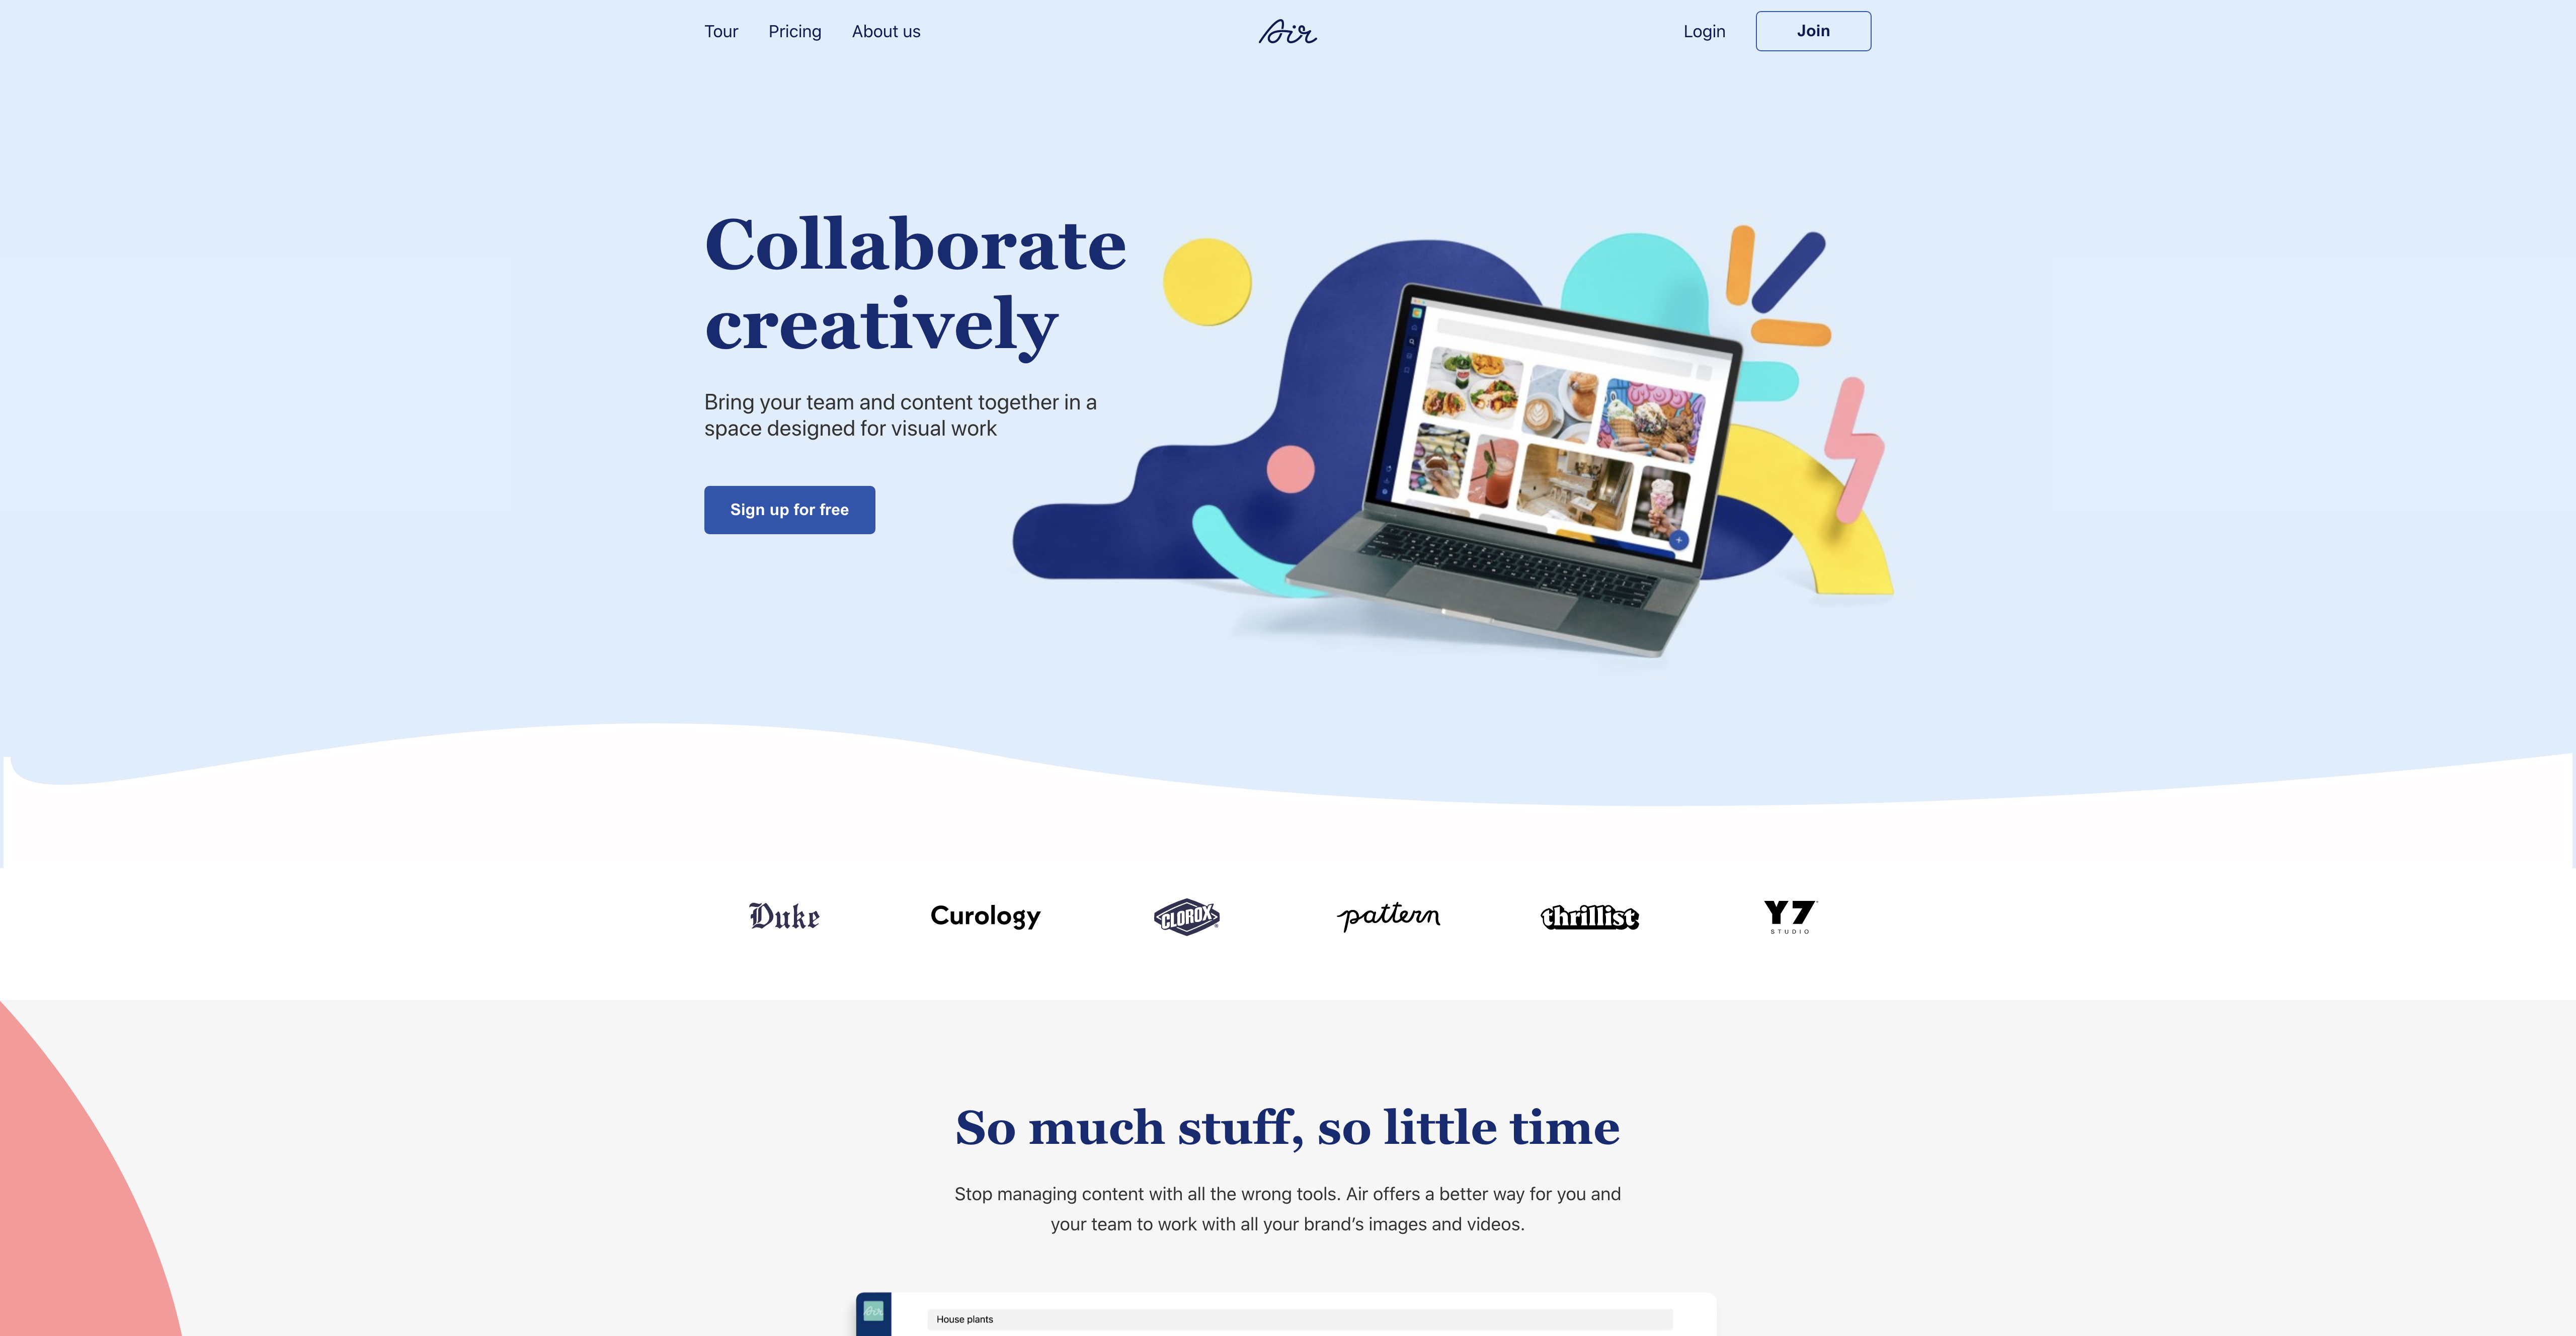 Tour
Pricing
About us
Air
Login
Join
Collaborate
creatively
Bring your team and content together in a
space designed for visual work
Sign up for free
Duke
Curology
CLOROX
pattern
thrillist
Y7
STUDIO
So much stuff, so little time
Stop managing content with all the wrong tools. Air offers a better way for you and
your team to work with all your brand’s images and videos.
Air
House plants